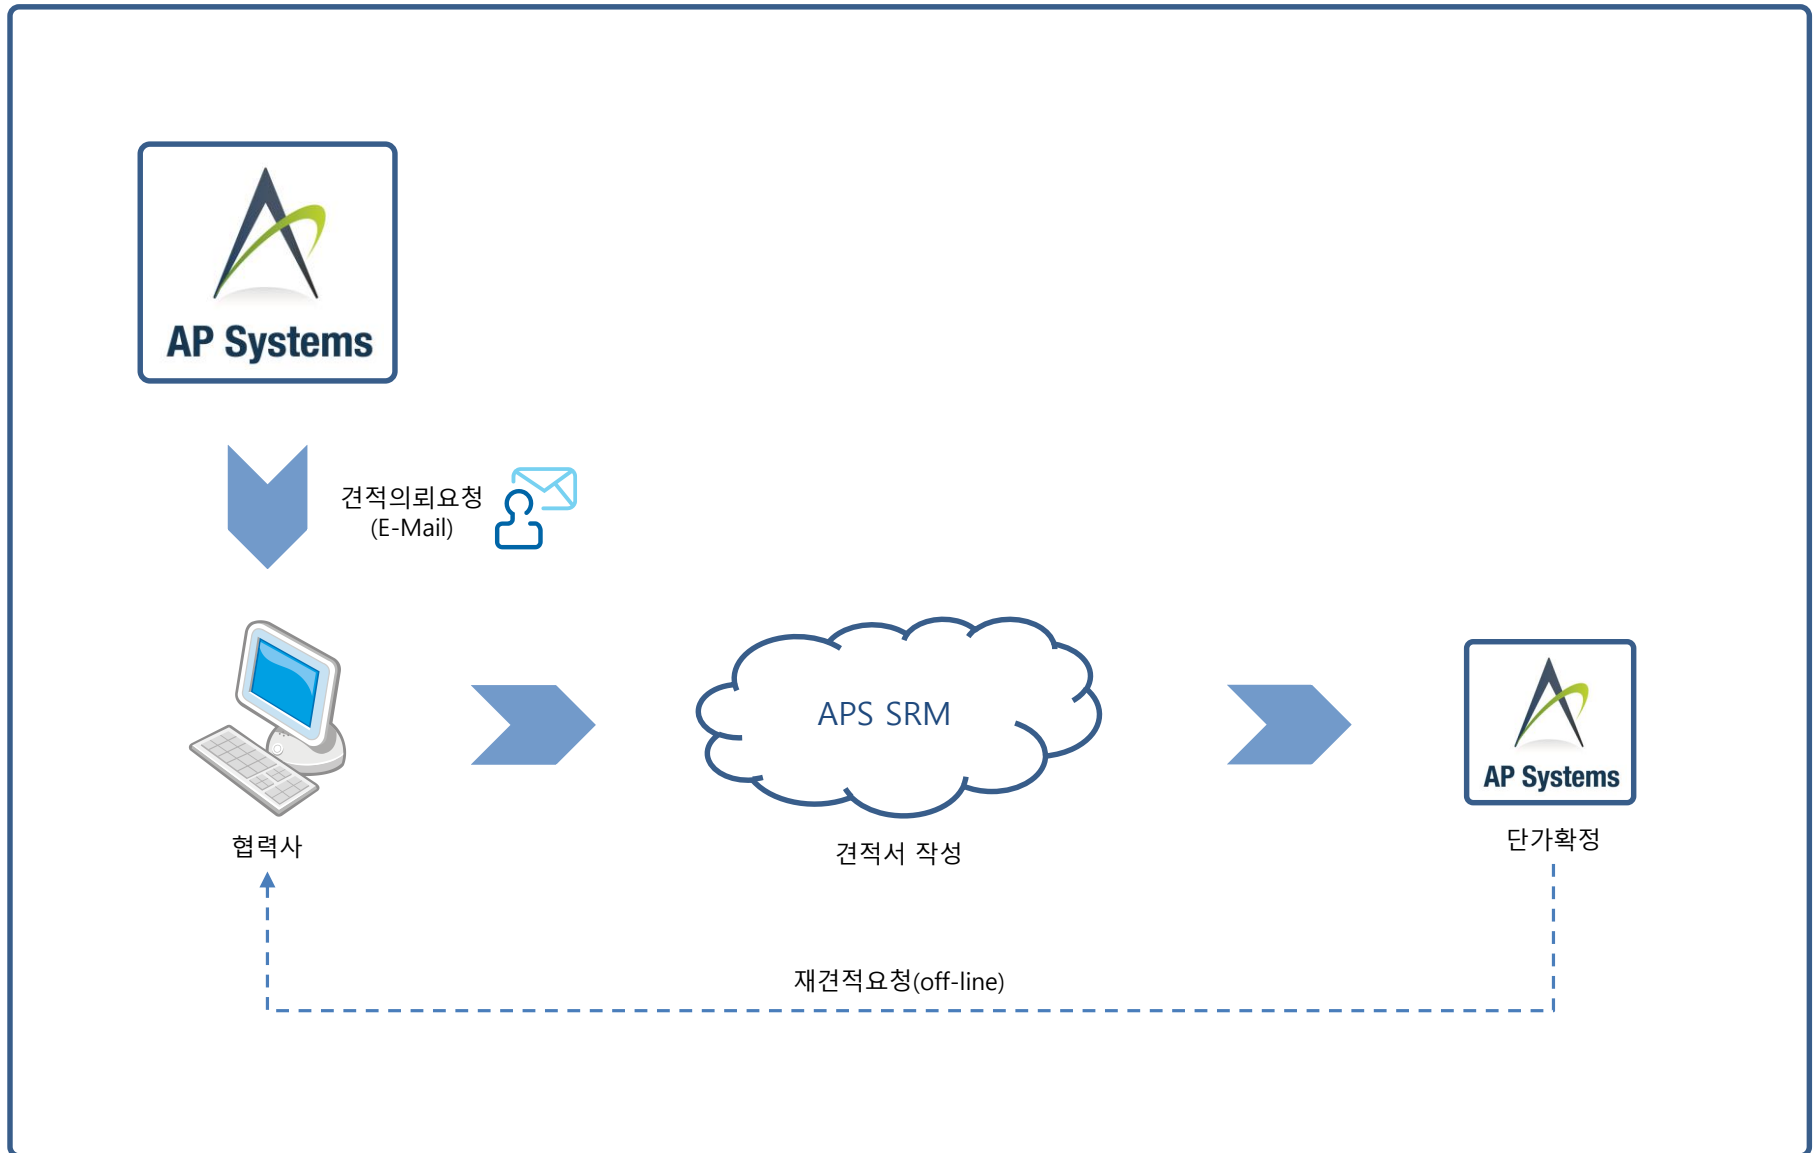 AP Systems
견적의뢰요청
(E-Mail)
APS SRM
AP Systems
협력사
견적서 작성
단가확정
재견적요청(off-line)